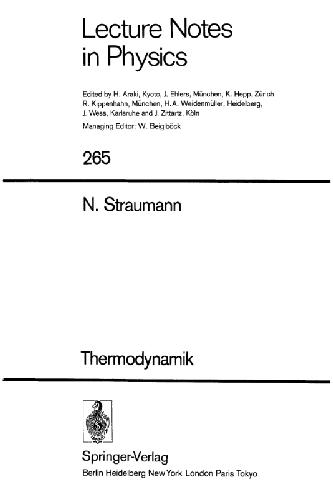 Lecture Notes
in Physics
Edited by H. Araki, Kyoto, J. Ehlers, München, K. Hepp, Zürich
R. Kippenhahn, München, H. A. Weidenmüller, Heidelberg,
J. Wess, Karlsruhe and J. Zittartz, Köln
Managing Editor: W. Beiglböck
265
N. Straumann
Thermodynamik
Springer-Verlag
Berlin Heidelberg New York London Paris Tokyo